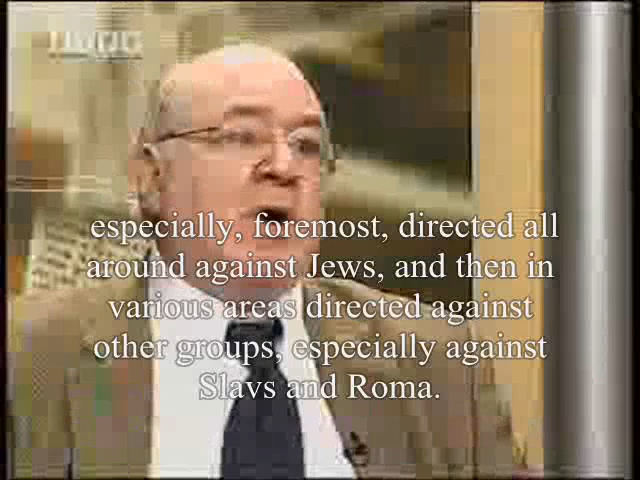 especially, foremost, directed all
around against Jews, and then in
various areas directed against
other groups, especially against
Slavs and Roma.